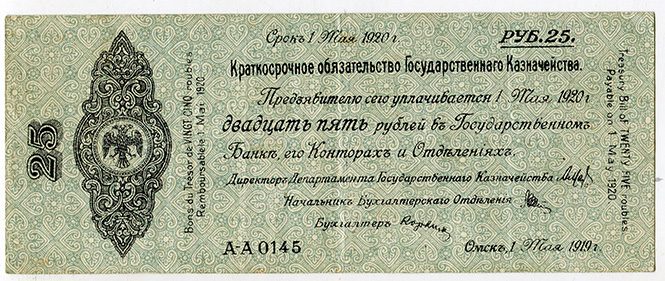 Срокъ 1 Мая 1920 г.
РУБ. 25.
Краткосрочное обязательство Государственнаго Казначейства.
Предъявителю сего уплачивается 1 Мая 1920 г
двадцать пять рублей въ Государственномъ
Банкѣ, его Конторахъ и Отдѣленіяхъ.
Директоръ Департамента Государственнаго Казначейства
Начальникъ Бухгалтерскаго Отдѣленія
Бухгалтеръ
А-А 0145
Омскъ, 1 Мая 1919 г.
25
Bons du Trésor de VINGT CINQ roubles
Remboursable le 1 Mai 1920.
Treasury Bill of TWENTY FIVE roubles
Payable on 1 May 1920.